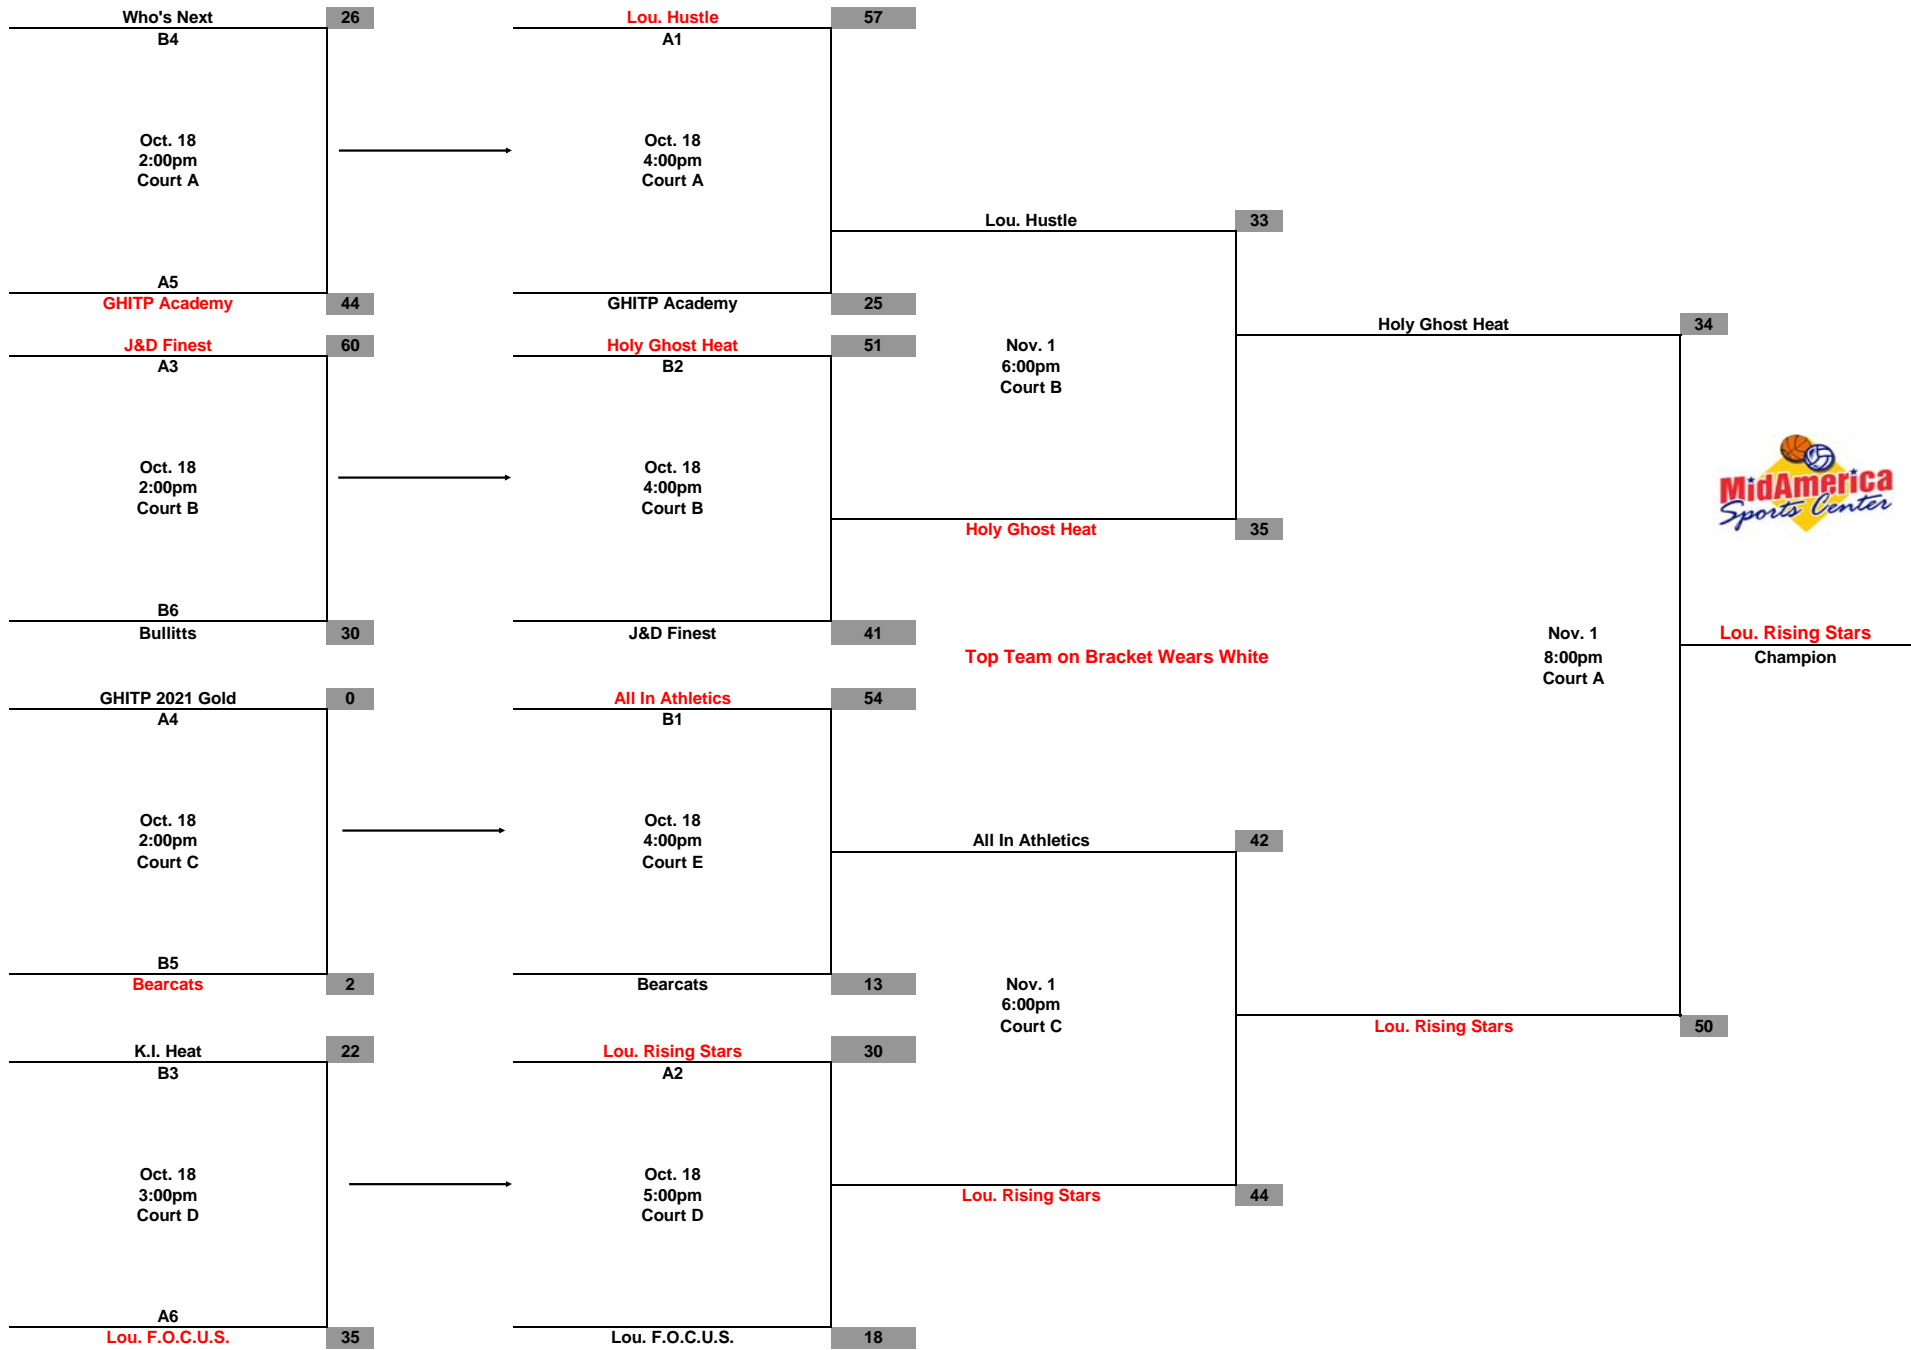 Who's Next 26
B4
Oct. 18
2:00pm
Court A
A5
GHITP Academy 44
J&D Finest 60
A3
Oct. 18
2:00pm
Court B
B6
Bullitts 30
GHITP 2021 Gold 0
A4
Oct. 18
2:00pm
Court C
B5
Bearcats 2
K.I. Heat 22
B3
Oct. 18
3:00pm
Court D
A6
Lou. F.O.C.U.S. 35
Lou. Hustle 57
A1
Oct. 18
4:00pm
Court A
GHITP Academy 25
Holy Ghost Heat 51
B2
Oct. 18
4:00pm
Court B
J&D Finest 41
All In Athletics 54
B1
Oct. 18
4:00pm
Court E
Bearcats 13
Lou. Rising Stars 30
A2
Oct. 18
5:00pm
Court D
Lou. F.O.C.U.S. 18
Lou. Hustle 33
Nov. 1
6:00pm
Court B
Holy Ghost Heat 35
Top Team on Bracket Wears White
All In Athletics 42
Nov. 1
6:00pm
Court C
Lou. Rising Stars 44
Holy Ghost Heat 34
Nov. 1
8:00pm
Court A
Lou. Rising Stars 50
MidAmerica
Sports Center
Lou. Rising Stars
Champion